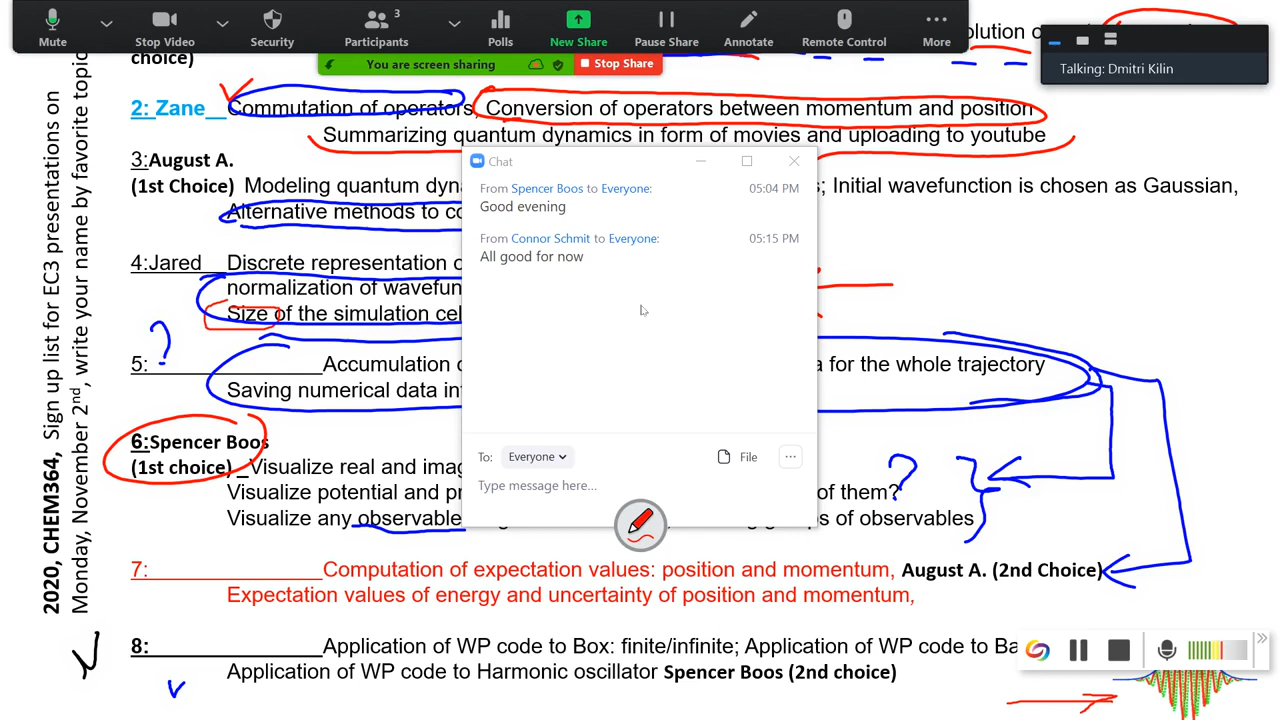 Mute
Stop Video
Security
Participants
3
Polls
New Share
Pause Share
Annotate
Remote Control
More
You are screen sharing
Stop Share
Talking: Dmitri Kilin
2020, CHEM364, Sign up list for EC3 presentations on
Monday, November 2nd, write your name by favorite topic
choice)
2: Zane Commutation of operators, Conversion of operators between momentum and position
Summarizing quantum dynamics in form of movies and uploading to youtube
3:August A.
(1st Choice) Modeling quantum ; Initial wavefunction is chosen as Gaussian,
Alternative methods to
4:Jared Discrete representation
normalization of
Size of the simulation
?
5: Accumulation for the whole trajectory
Saving numerical data
6:Spencer Boos
(1st choice) _Visualize real and
Visualize potential and of them?
?
Visualize any observable of observables
7: Computation of expectation values: position and momentum, August A. (2nd Choice)
Expectation values of energy and uncertainty of position and momentum,
8: Application of WP code to Box: finite/infinite; Application of WP code to
Application of WP code to Harmonic oscillator Spencer Boos (2nd choice)
Chat
From Spencer Boos to Everyone: 05:04 PM
Good evening
From Connor Schmit to Everyone: 05:15 PM
All good for now
To: Everyone File
Type message here...